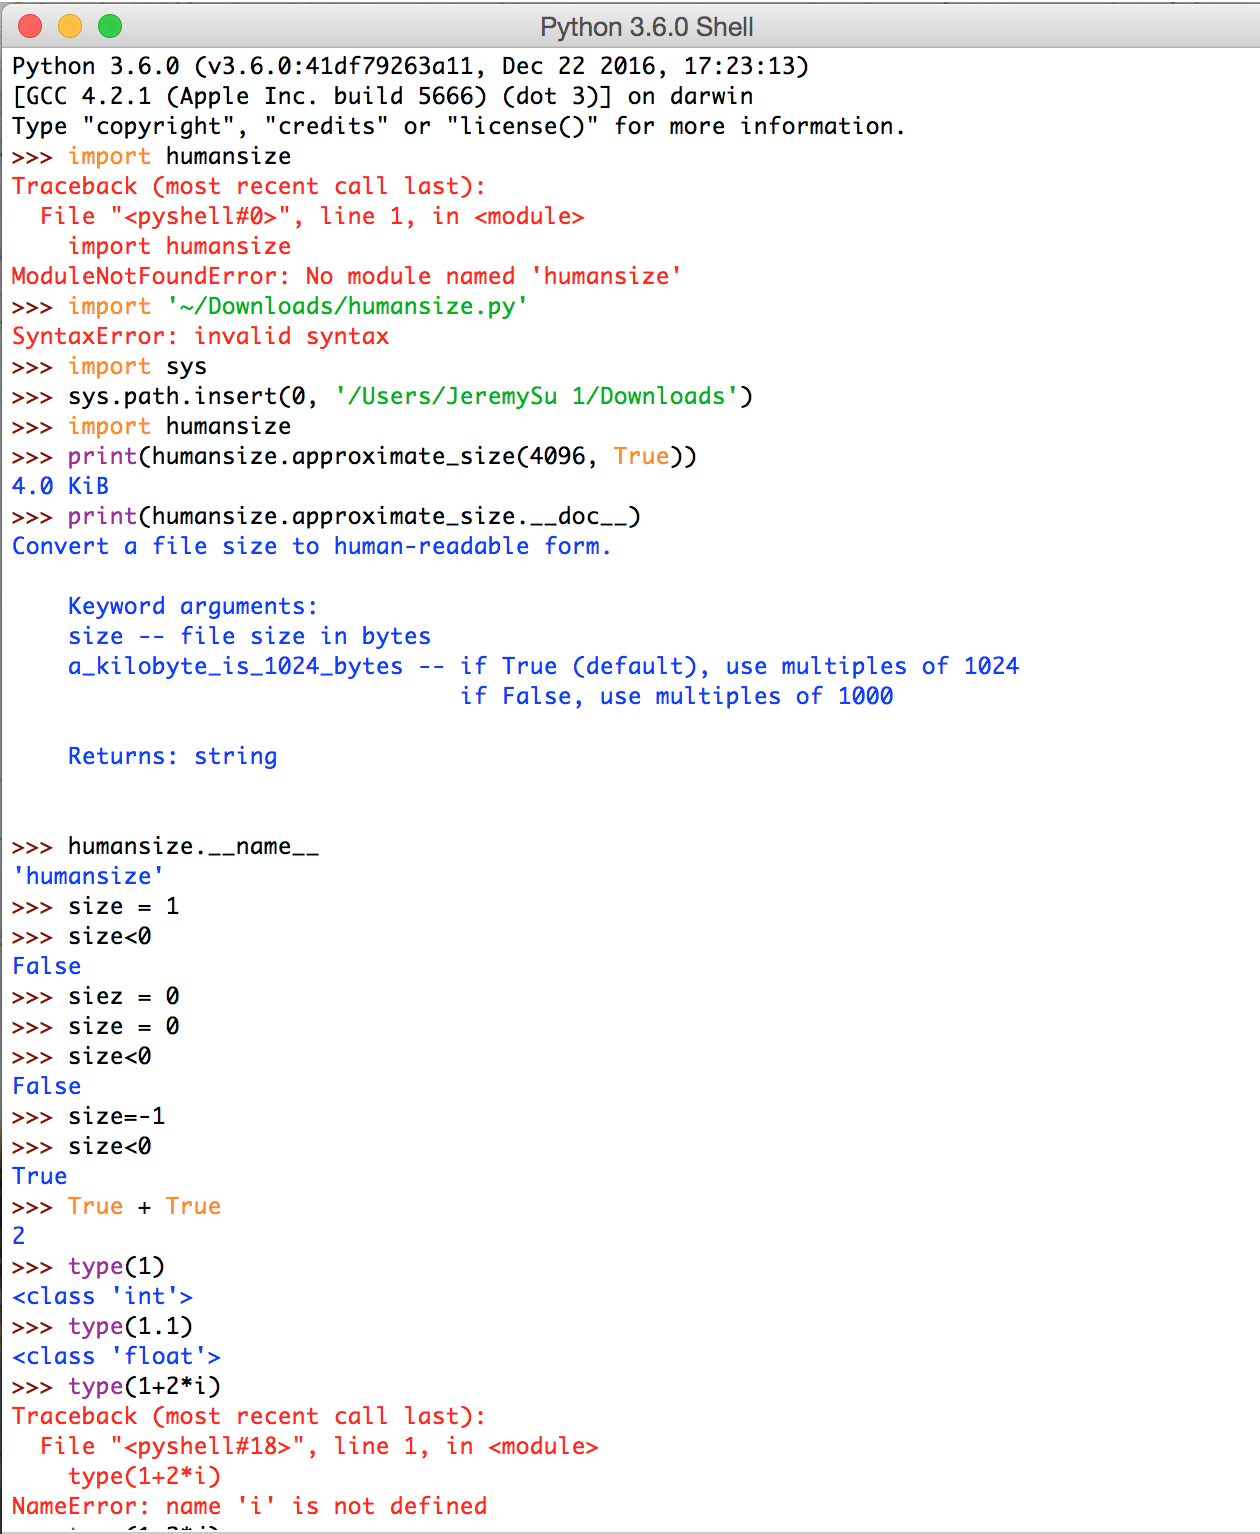 Python 3.6.0 Shell
Python 3.6.0 (v3.6.0:41df79263a11, Dec 22 2016, 17:23:13)
[GCC 4.2.1 (Apple Inc. build 5666) (dot 3)] on darwin
Type "copyright", "credits" or "license()" for more information.
>>> import humansize
Traceback (most recent call last):
  File "<pyshell#0>", line 1, in <module>
    import humansize
ModuleNotFoundError: No module named 'humansize'
>>> import '~/Downloads/humansize.py'
SyntaxError: invalid syntax
>>> import sys
>>> sys.path.insert(0, '/Users/JeremySu 1/Downloads')
>>> import humansize
>>> print(humansize.approximate_size(4096, True))
4.0 KiB
>>> print(humansize.approximate_size.__doc__)
Convert a file size to human-readable form.
    Keyword arguments:
    size -- file size in bytes
    a_kilobyte_is_1024_bytes -- if True (default), use multiples of 1024
                                if False, use multiples of 1000
    Returns: string
>>> humansize.__name__
'humansize'
>>> size = 1
>>> size<0
False
>>> siez = 0
>>> size = 0
>>> size<0
False
>>> size=-1
>>> size<0
True
>>> True + True
2
>>> type(1)
<class 'int'>
>>> type(1.1)
<class 'float'>
>>> type(1+2*i)
Traceback (most recent call last):
  File "<pyshell#18>", line 1, in <module>
    type(1+2*i)
NameError: name 'i' is not defined